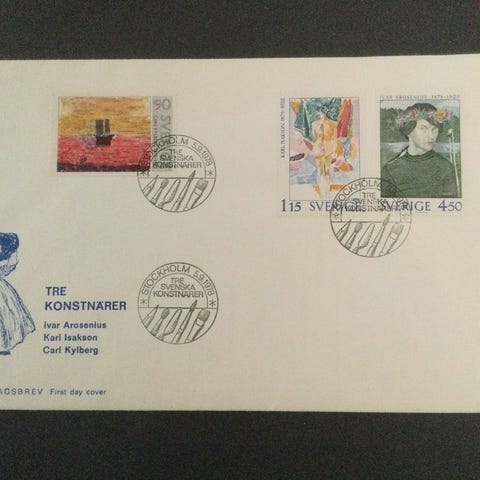 90 SV
KARL ISAKSON 1878-1922
1.15 SVERIGE
IVAR AROSENIUS 1878-1909
SVERIGE 4.50
STOCKHOLM 5.9.1978
TRE
SVENSKA
KONSTNÄRER
STOCKHOLM
TRE
SVENSKA
KONSTNÄRER
STOCKHOLM 5.9.1978
TRE
SVENSKA
KONSTNÄRER
TRE
KONSTNÄRER
Ivar Arosenius
Karl Isakson
Carl Kylberg
AGSBREV First day cover